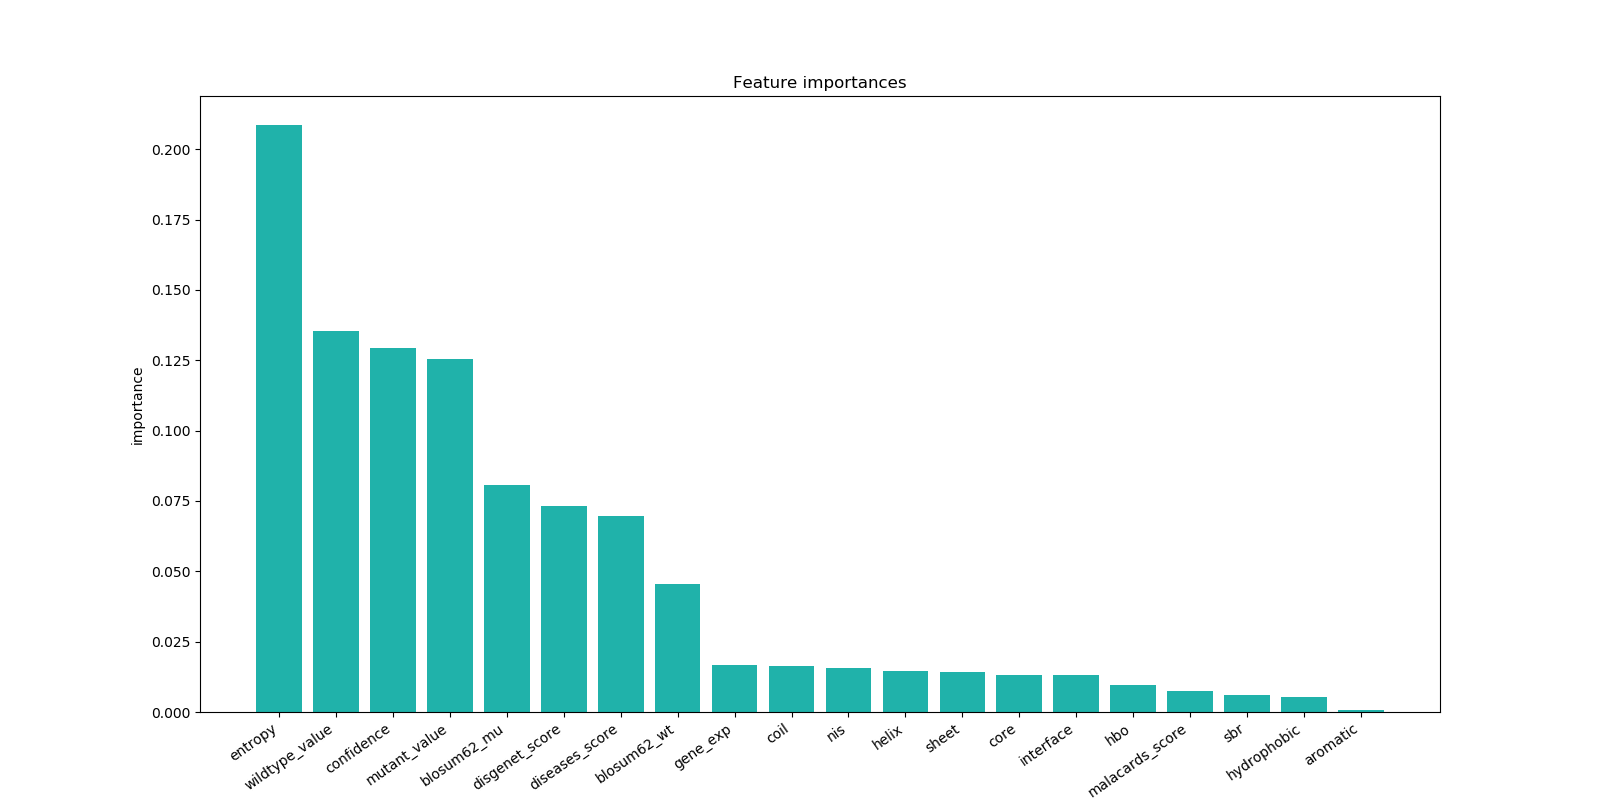 Feature importances
importance
0.200
0.175
0.150
0.125
0.100
0.075
0.050
0.025
0.000
entropy
wildtype_value
confidence
mutant_value
blosum62_mu
disgenet_score
diseases_score
blosum62_wt
gene_exp
coil
nis
helix
sheet
core
interface
hbo
malacards_score
sbr
hydrophobic
aromatic